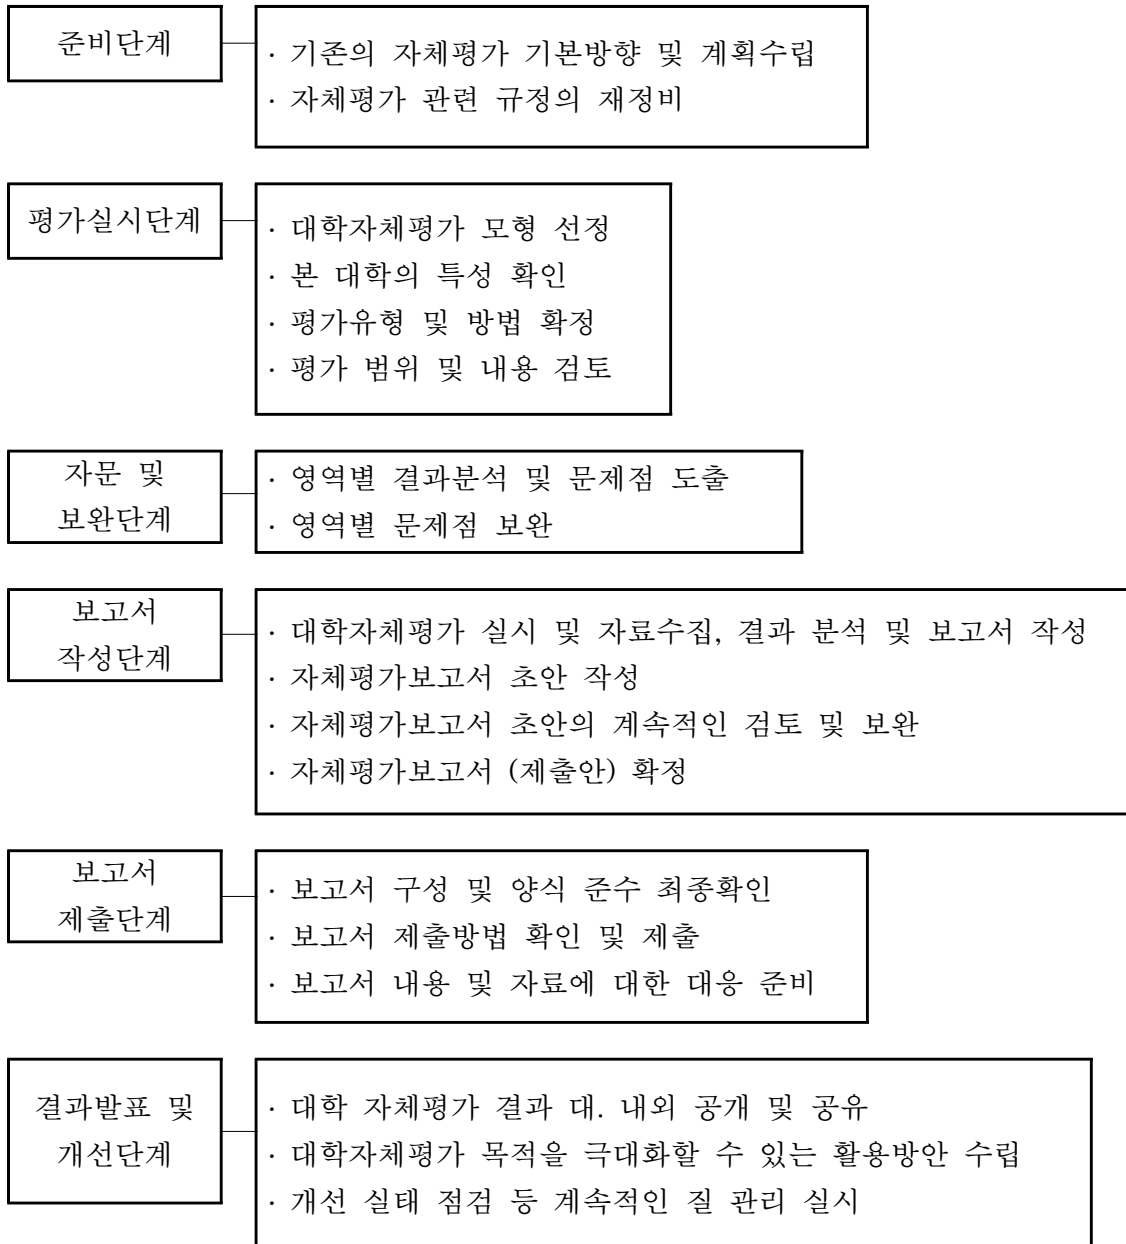 준비단계
· 기존의 자체평가 기본방향 및 계획수립
· 자체평가 관련 규정의 재정비
평가실시단계
· 대학자체평가 모형 선정
· 본 대학의 특성 확인
· 평가유형 및 방법 확정
· 평가 범위 및 내용 검토
자문 및
보완단계
· 영역별 결과분석 및 문제점 도출
· 영역별 문제점 보완
보고서
작성단계
· 대학자체평가 실시 및 자료수집, 결과 분석 및 보고서 작성
· 자체평가보고서 초안 작성
· 자체평가보고서 초안의 계속적인 검토 및 보완
· 자체평가보고서 (제출안) 확정
보고서
제출단계
· 보고서 구성 및 양식 준수 최종확인
· 보고서 제출방법 확인 및 제출
· 보고서 내용 및 자료에 대한 대응 준비
결과발표 및
개선단계
· 대학 자체평가 결과 대. 내외 공개 및 공유
· 대학자체평가 목적을 극대화할 수 있는 활용방안 수립
· 개선 실태 점검 등 계속적인 질 관리 실시